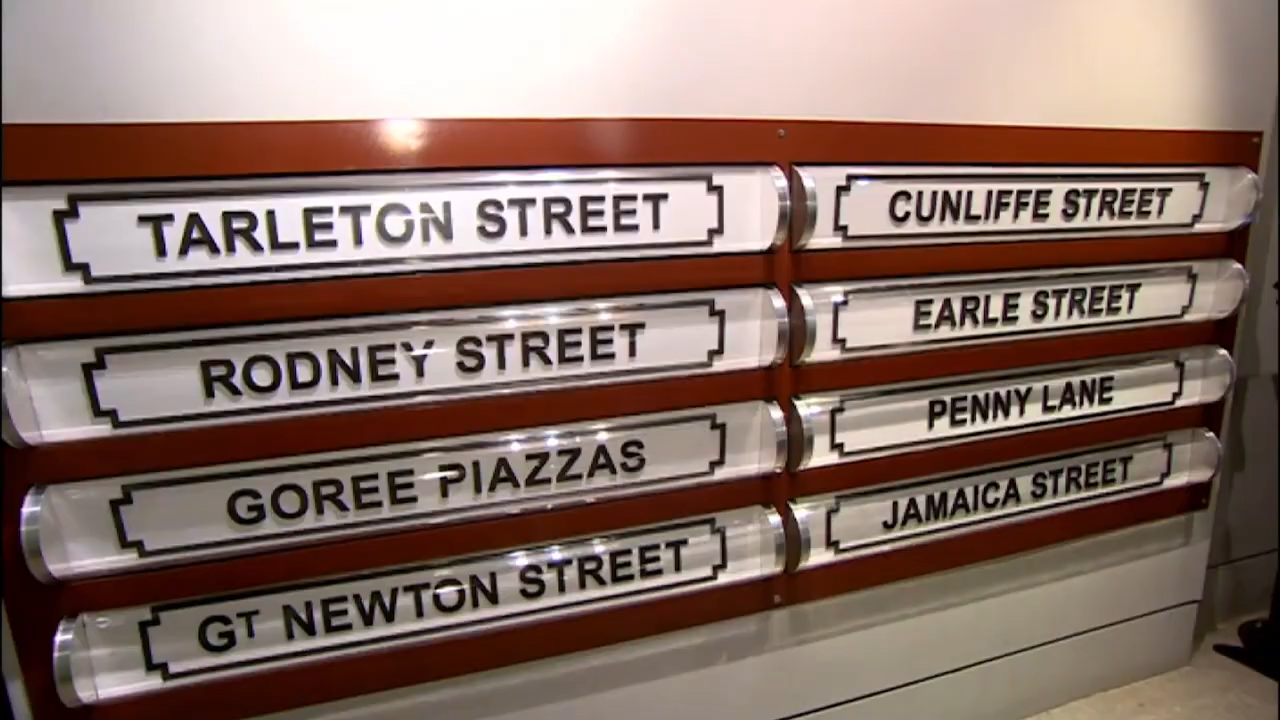 TARLETON STREET
RODNEY STREET
GOREE PIAZZAS
GT NEWTON STREET
CUNLIFFE STREET
EARLE STREET
PENNY LANE
JAMAICA STREET